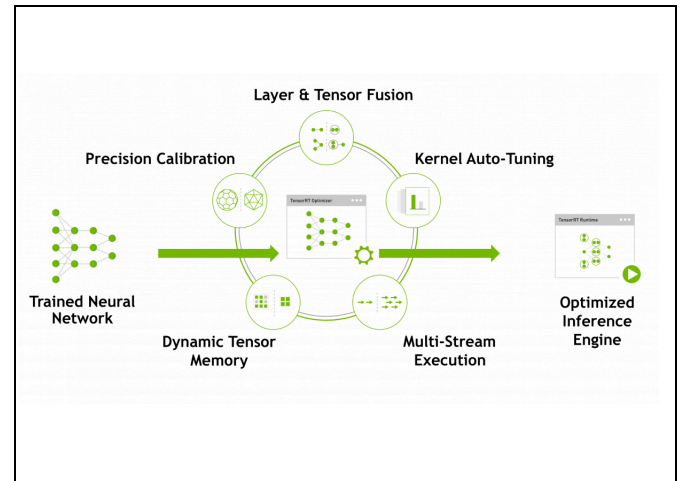 Layer & Tensor Fusion
Precision Calibration
Kernel Auto-Tuning
TensorRT Optimizer
TensorRT Runtime
Trained Neural
Network
Dynamic Tensor
Memory
Multi-Stream
Execution
Optimized
Inference
Engine